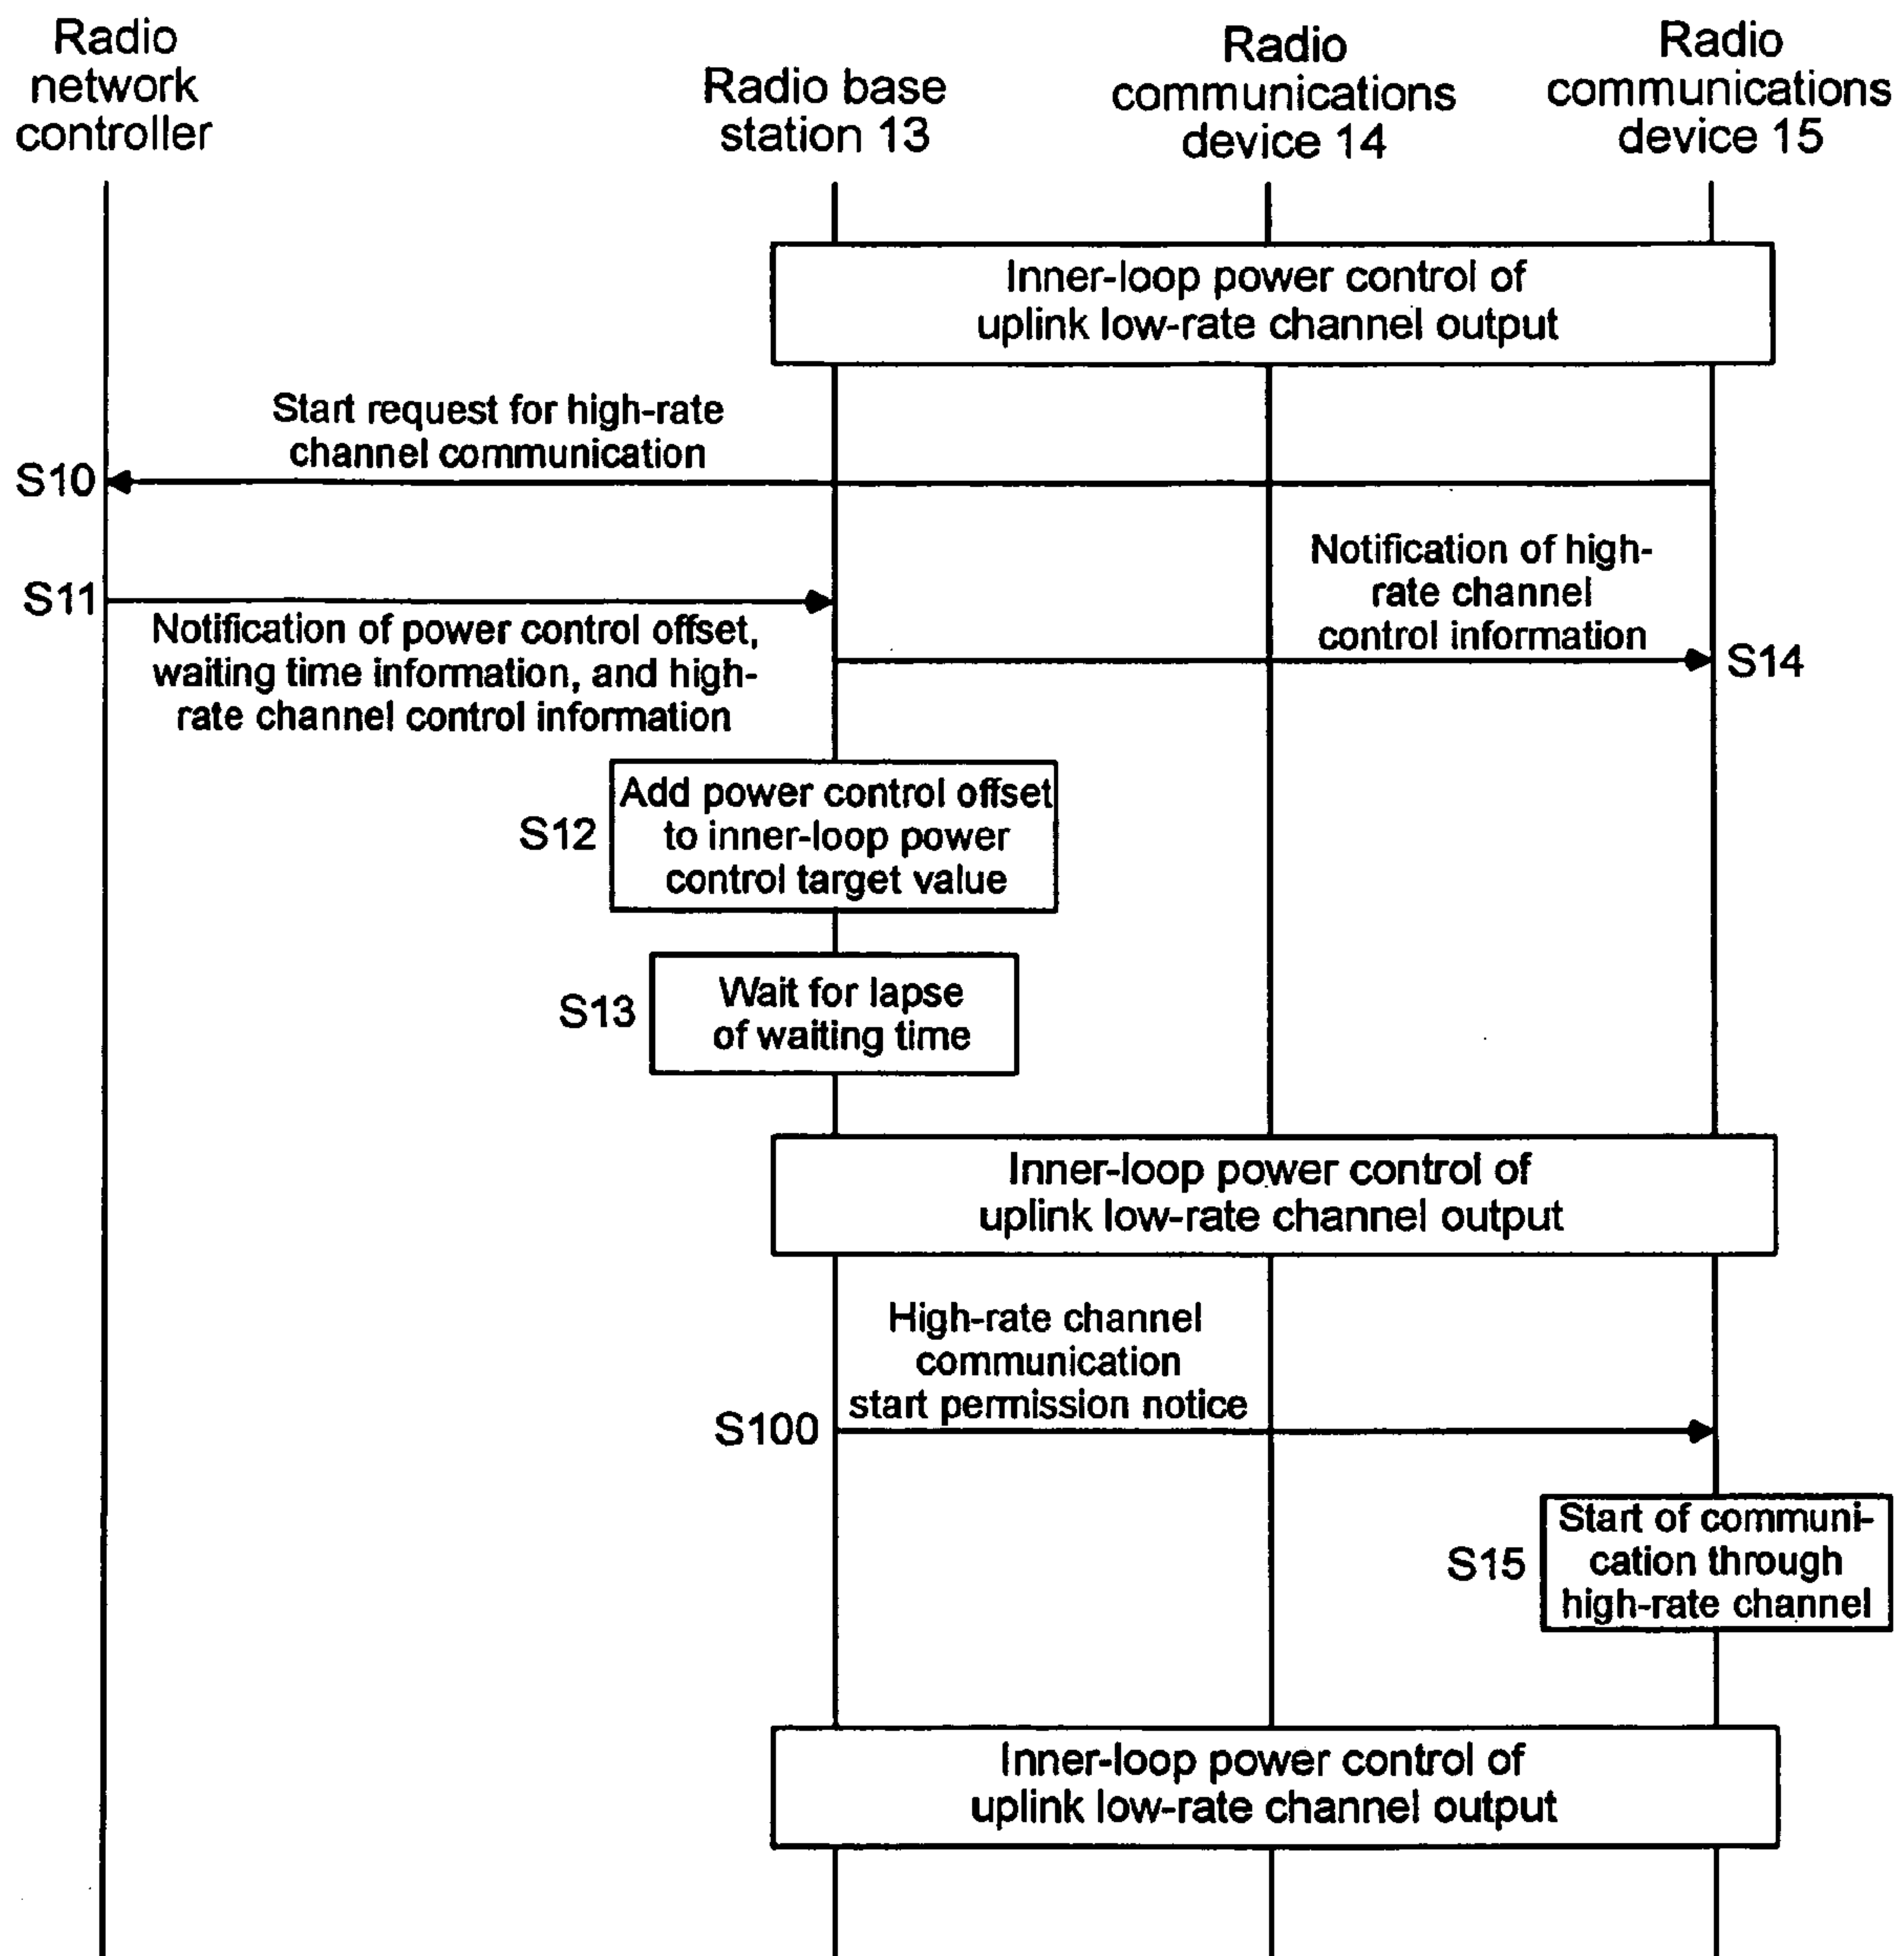 Radio
network
controller
Radio base
station 13
Radio
communications
device 14
Radio
communications
device 15
Inner-loop power control of
uplink low-rate channel output
Start request for high-rate
channel communication
S10
Notification of high-
rate channel
control information
S11
Notification of power control offset,
waiting time information, and high-
rate channel control information
S14
S12
Add power control offset
to inner-loop power
control target value
S13
Wait for lapse
of waiting time
Inner-loop power control of
uplink low-rate channel output
High-rate channel
communication
start permission notice
S100
S15
Start of communi-
cation through
high-rate channel
Inner-loop power control of
uplink low-rate channel output